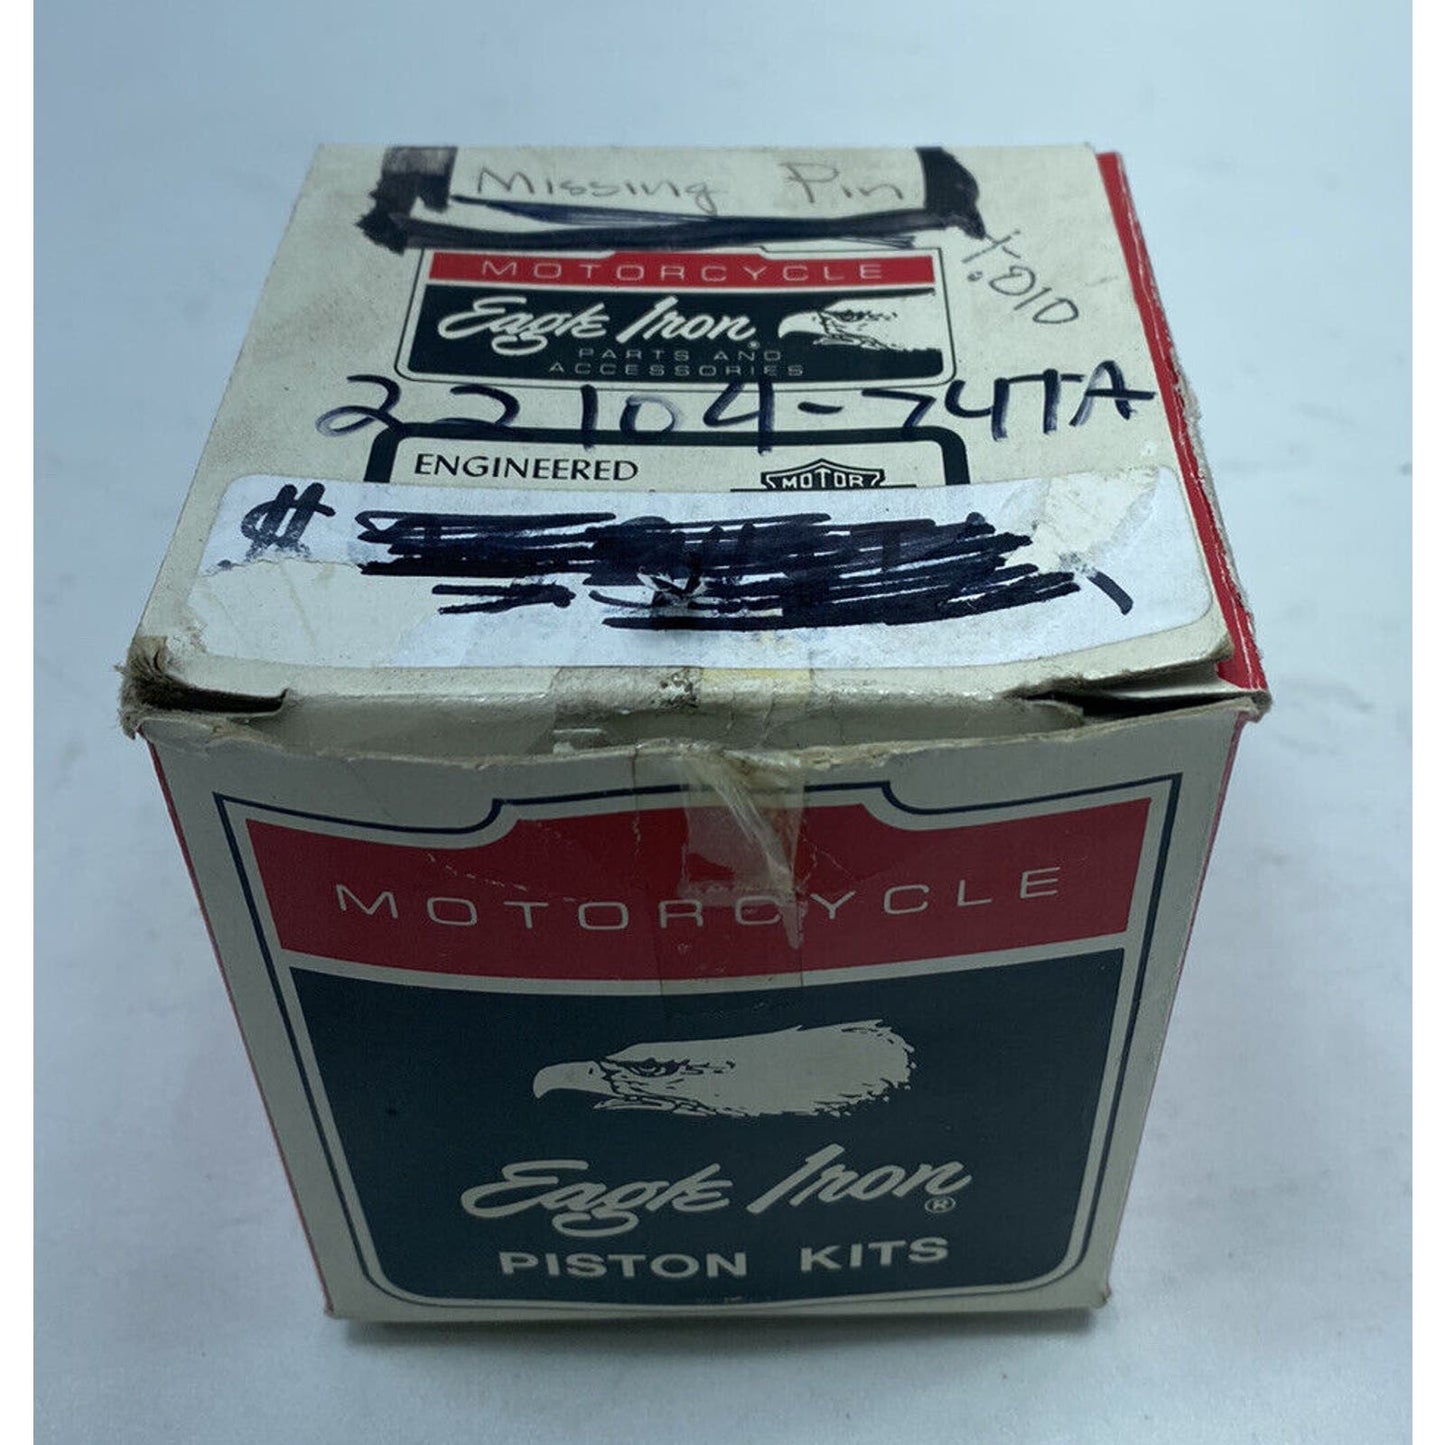 Missing Pin
+.010
MOTORCYCLE
Eagle Iron®
PARTS AND
ACCESSORIES
22104-74TA
ENGINEERED
MOTOR
$
MOTORCYCLE
Eagle Iron
®
PISTON KITS